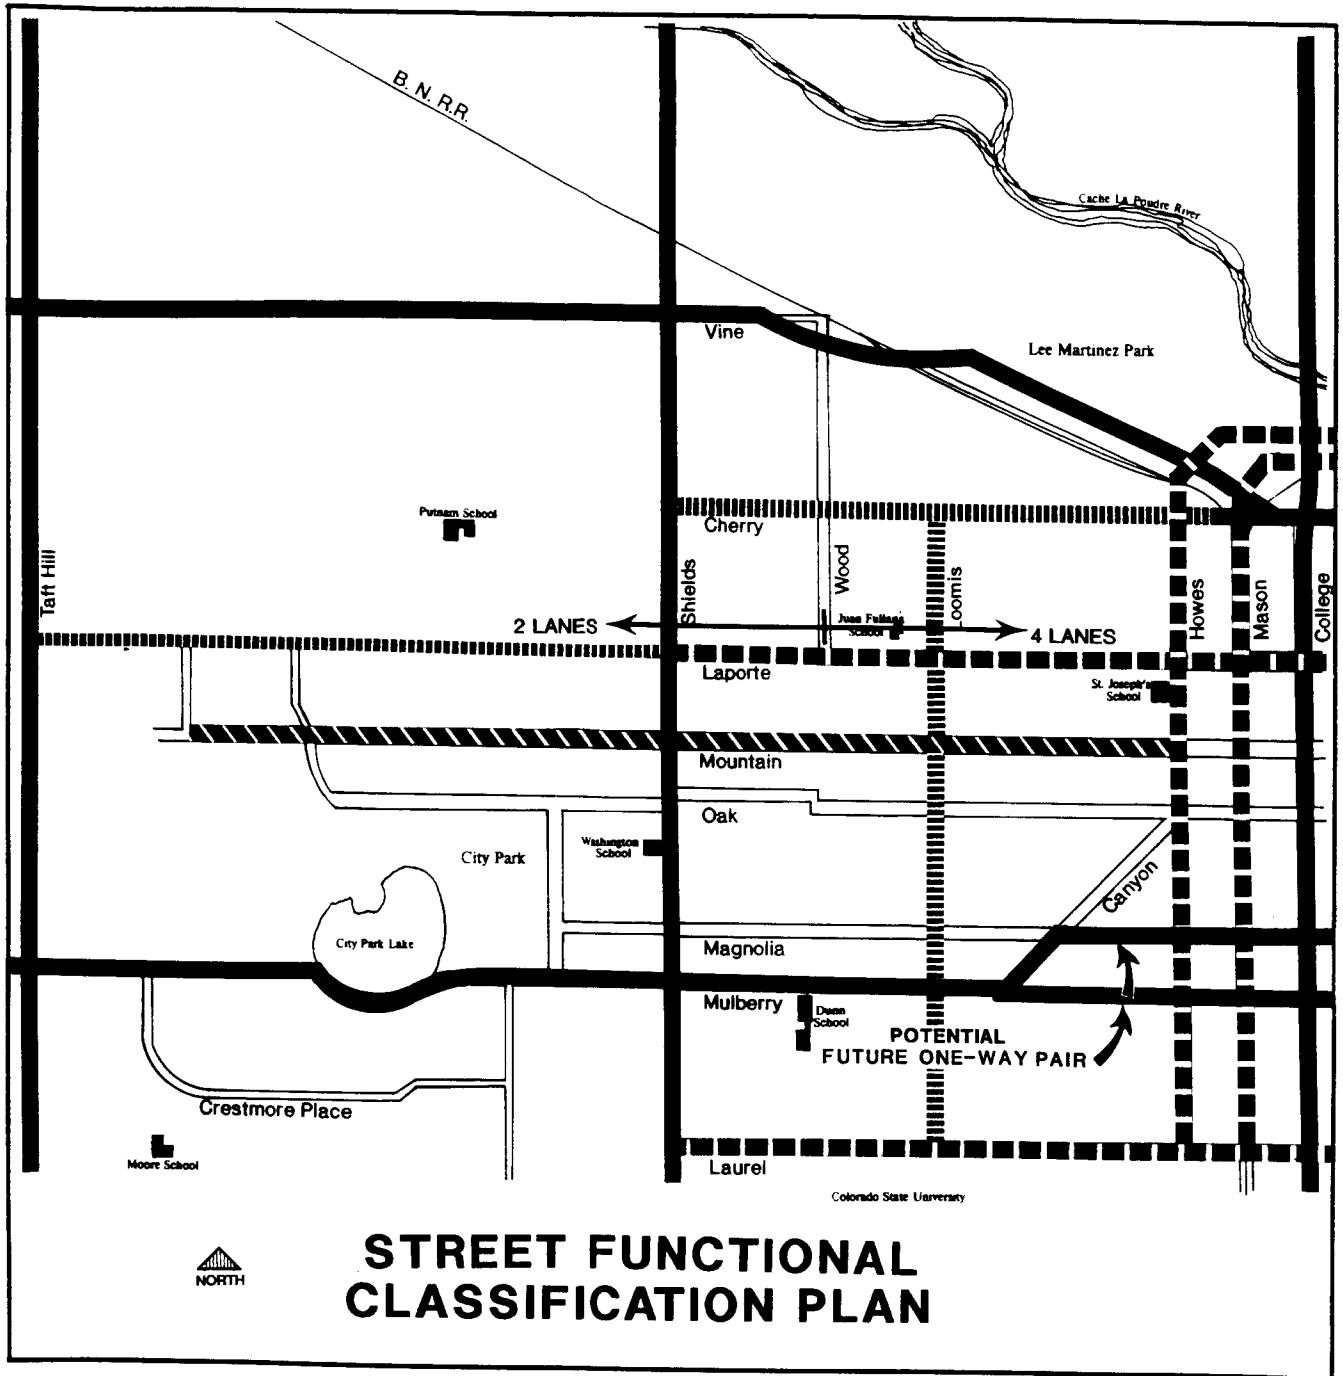 B. N. R.R.
Cache La Poudre River
Vine
Lee Martinez Park
Putnam School
Cherry
Taft Hill
Shields
Wood
Loomis
Howes
Mason
College
2 LANES
Juan Fullana
School
4 LANES
Laporte
St. Joseph's
School
Mountain
Oak
Washington
School
City Park
Canyon
City Park Lake
Magnolia
Mulberry
Dunn
School
POTENTIAL
FUTURE ONE-WAY PAIR
Crestmore Place
Moore School
Laurel
Colorado State University
NORTH
STREET FUNCTIONAL
CLASSIFICATION PLAN